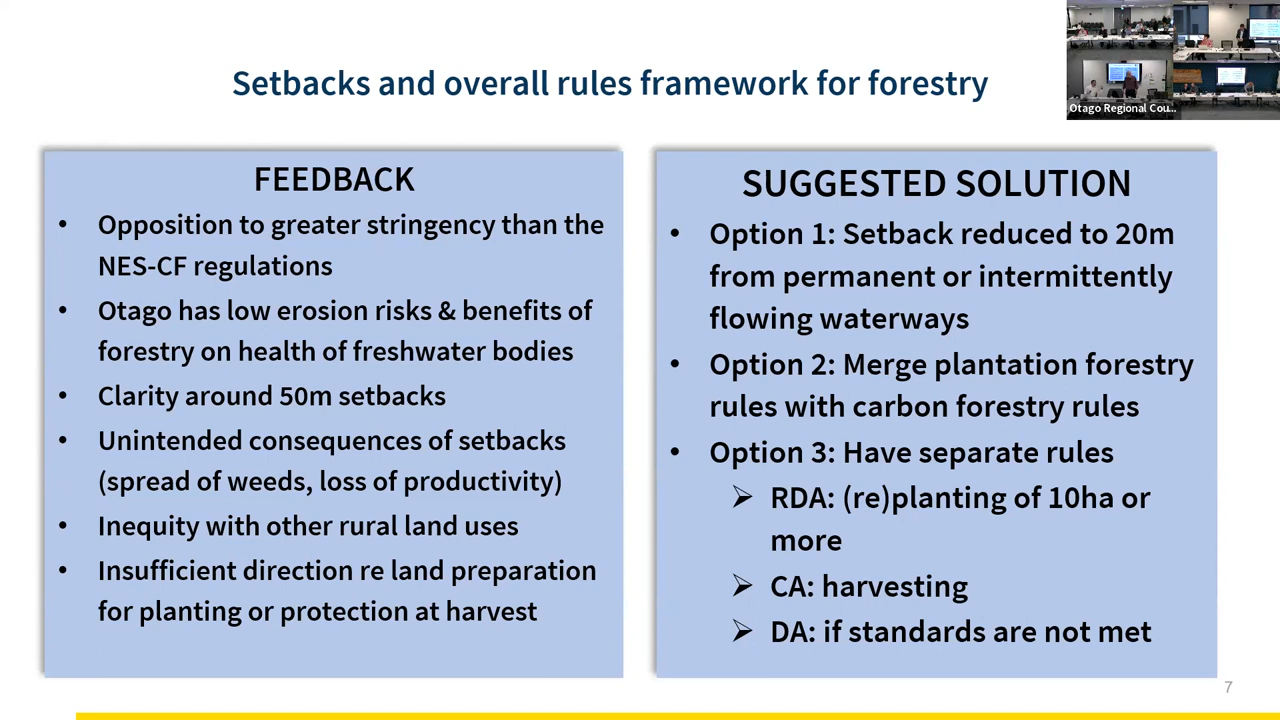 Setbacks and overall rules framework for forestry
Otago Regional Cou...
FEEDBACK
• Opposition to greater stringency than the
NES-CF regulations
• Otago has low erosion risks & benefits of
forestry on health of freshwater bodies
• Clarity around 50m setbacks
• Unintended consequences of setbacks
(spread of weeds, loss of productivity)
• Inequity with other rural land uses
• Insufficient direction re land preparation
for planting or protection at harvest
SUGGESTED SOLUTION
• Option 1: Setback reduced to 20m
from permanent or intermittently
flowing waterways
• Option 2: Merge plantation forestry
rules with carbon forestry rules
• Option 3: Have separate rules
➢ RDA: (re)planting of 10ha or
more
➢ CA: harvesting
➢ DA: if standards are not met
7